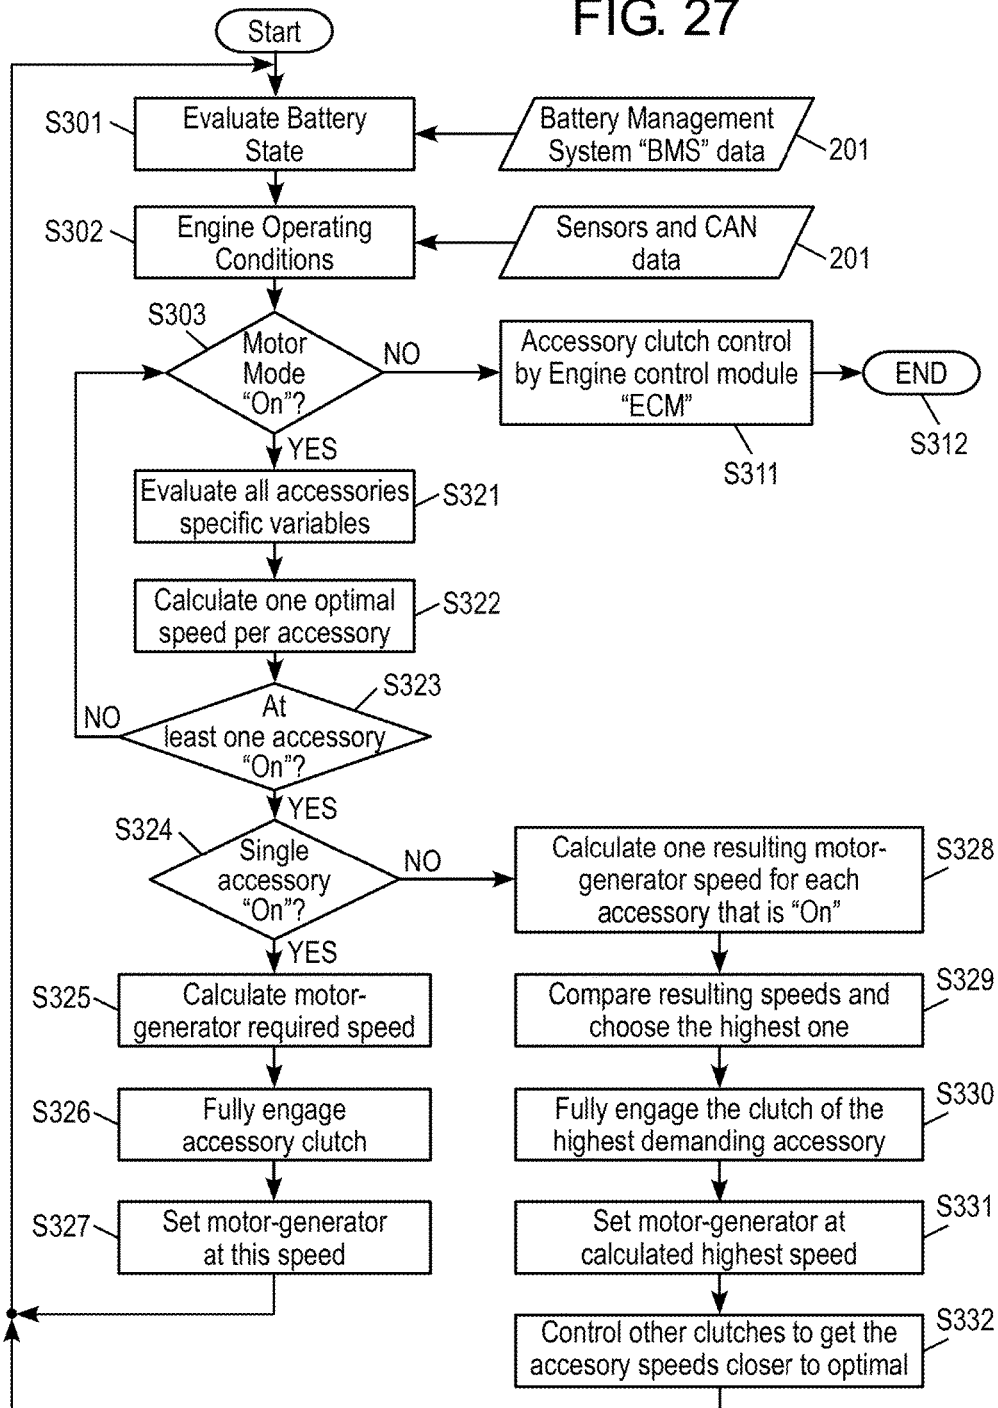 FIG. 27
Start
S301
Evaluate Battery
State
Battery Management
System “BMS” data
201
S302
Engine Operating
Conditions
Sensors and CAN
data
201
S303
Motor
Mode
“On”?
NO
Accessory clutch control
by Engine control module
“ECM”
S311
END
S312
YES
Evaluate all accessories
specific variables
S321
Calculate one optimal
speed per accessory
S322
At
least one accessory
“On”?
S323
NO
YES
S324
Single
accessory
“On”?
NO
Calculate one resulting motor-
generator speed for each
accessory that is “On”
S328
YES
S325
Calculate motor-
generator required speed
Compare resulting speeds and
choose the highest one
S329
S326
Fully engage
accessory clutch
Fully engage the clutch of the
highest demanding accessory
S330
S327
Set motor-generator
at this speed
Set motor-generator at
calculated highest speed
S331
Control other clutches to get the
accesory speeds closer to optimal
S332